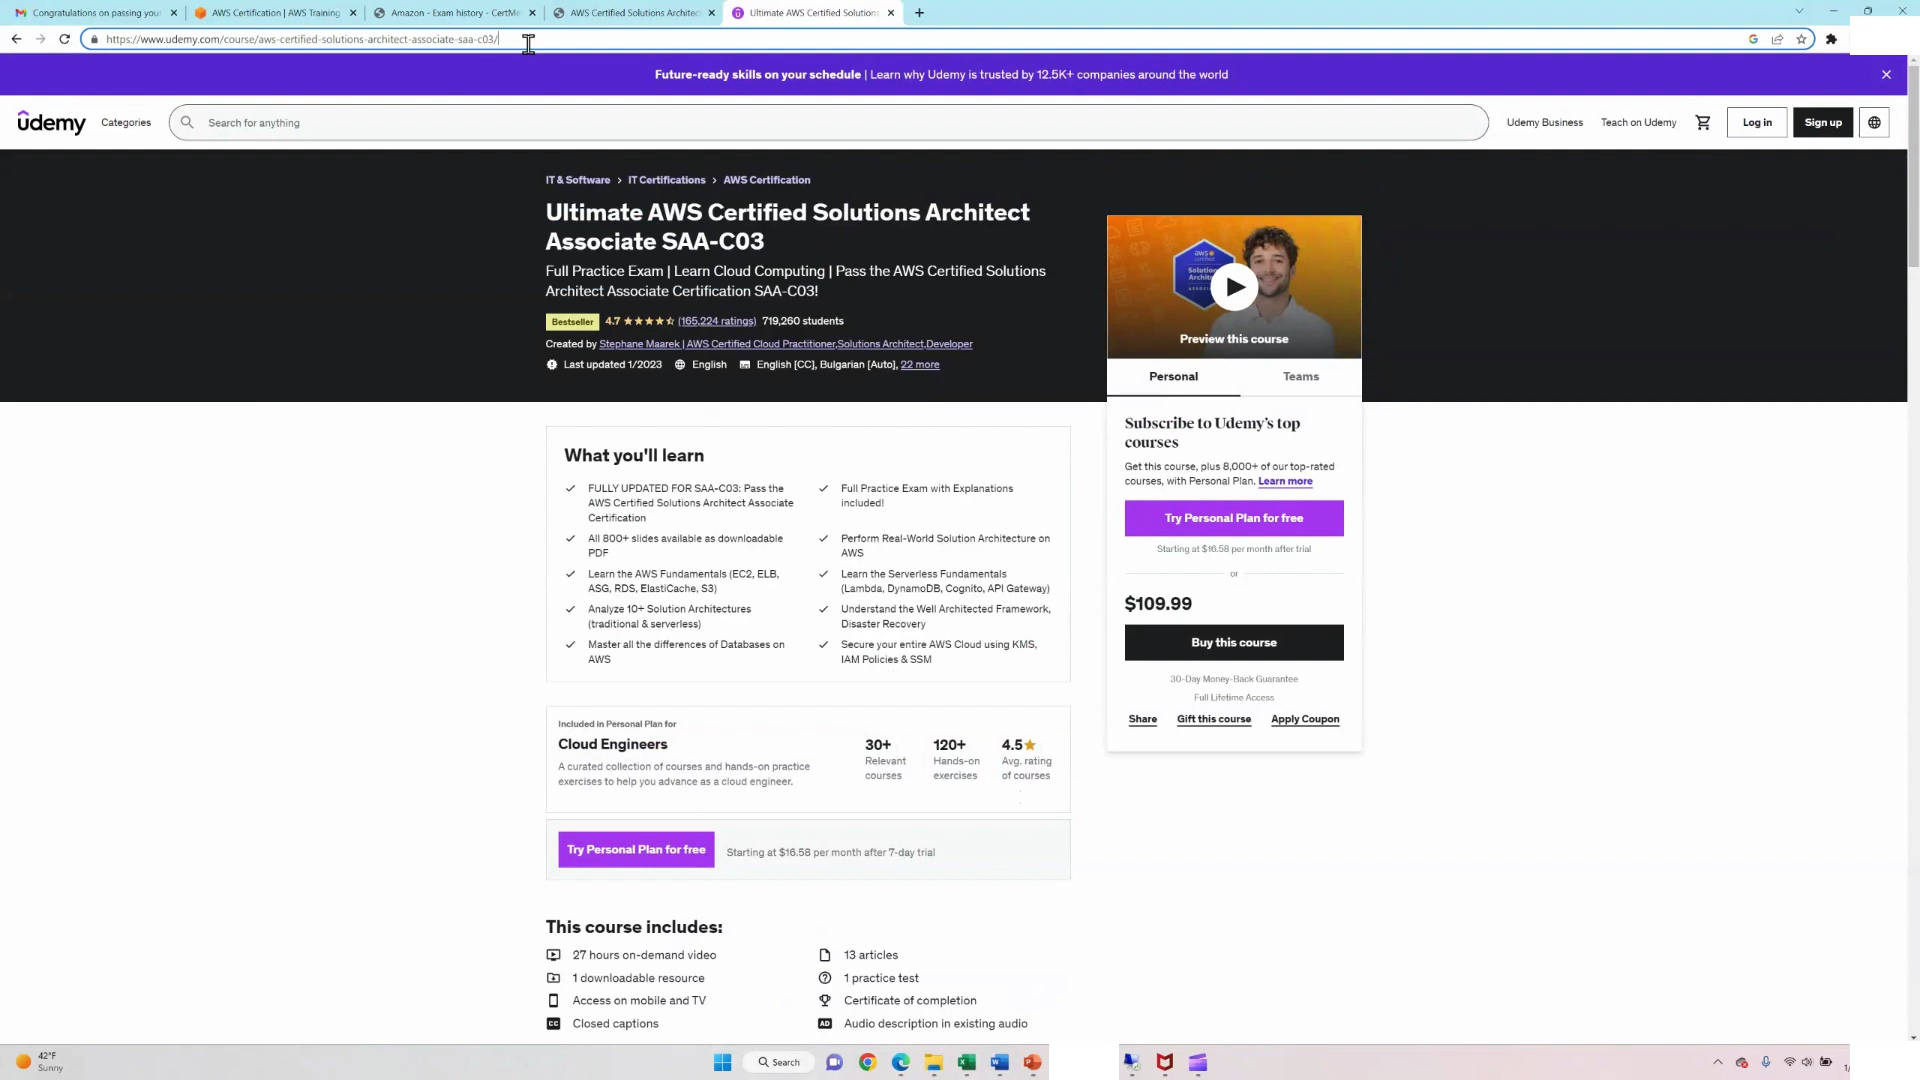 Congratulations on passing your
AWS Certification | AWS Training
Amazon - Exam history - CertMe
AWS Certified Solutions Architec
Ultimate AWS Certified Solutions
https://www.udemy.com/course/aws-certified-solutions-architect-associate-saa-c03/
Future-ready skills on your schedule | Learn why Udemy is trusted by 12.5K+ companies around the world
udemy
Categories
Search for anything
Udemy Business
Teach on Udemy
Log in
Sign up
IT & Software > IT Certifications > AWS Certification
Ultimate AWS Certified Solutions Architect
Associate SAA-C03
Full Practice Exam | Learn Cloud Computing | Pass the AWS Certified Solutions
Architect Associate Certification SAA-C03!
Bestseller 4.7 (165,224 ratings) 719,260 students
Created by Stephane Maarek | AWS Certified Cloud Practitioner,Solutions Architect,Developer
Last updated 1/2023 English English [CC], Bulgarian [Auto], 22 more
aws
certified
Solutions
Archite
ASSOCIATE
Preview this course
Personal
Teams
Subscribe to Udemy's top
courses
Get this course, plus 8,000+ of our top-rated
courses, with Personal Plan. Learn more
Try Personal Plan for free
Starting at $16.58 per month after trial
or
$109.99
Buy this course
30-Day Money-Back Guarantee
Full Lifetime Access
Share
Gift this course
Apply Coupon
What you'll learn
FULLY UPDATED FOR SAA-C03: Pass the
AWS Certified Solutions Architect Associate
Certification
Full Practice Exam with Explanations
included!
All 800+ slides available as downloadable
PDF
Perform Real-World Solution Architecture on
AWS
Learn the AWS Fundamentals (EC2, ELB,
ASG, RDS, ElastiCache, S3)
Learn the Serverless Fundamentals
(Lambda, DynamoDB, Cognito, API Gateway)
Analyze 10+ Solution Architectures
(traditional & serverless)
Understand the Well Architected Framework,
Disaster Recovery
Master all the differences of Databases on
AWS
Secure your entire AWS Cloud using KMS,
IAM Policies & SSM
Included in Personal Plan for
Cloud Engineers
A curated collection of courses and hands-on practice
exercises to help you advance as a cloud engineer.
30+
Relevant
courses
120+
Hands-on
exercises
4.5
Avg. rating
of courses
Try Personal Plan for free
Starting at $16.58 per month after 7-day trial
This course includes:
27 hours on-demand video
13 articles
1 downloadable resource
1 practice test
Access on mobile and TV
Certificate of completion
CC Closed captions
AD Audio description in existing audio
42°F
Sunny
Search